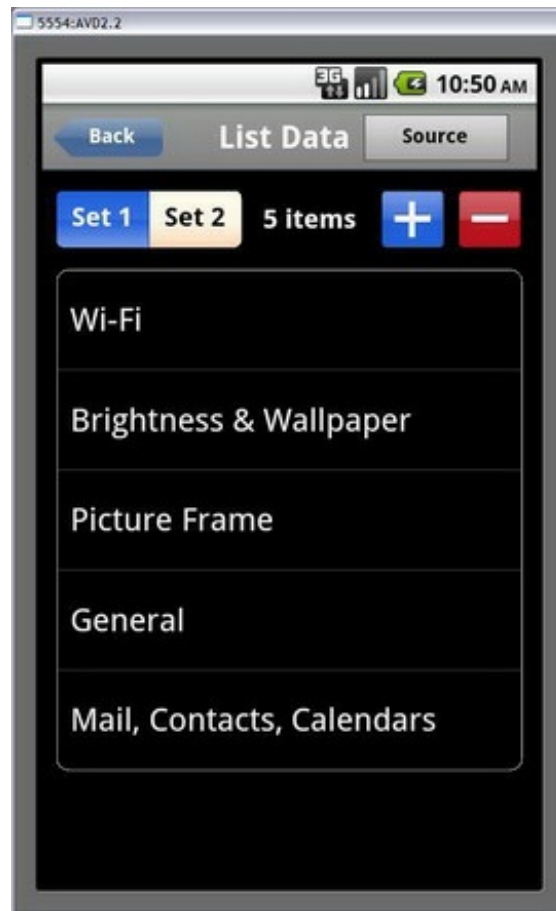 5554:AVD2.2
3G 10:50 AM
Back List Data Source
Set 1 Set 2 5 items + −
Wi-Fi
Brightness & Wallpaper
Picture Frame
General
Mail, Contacts, Calendars